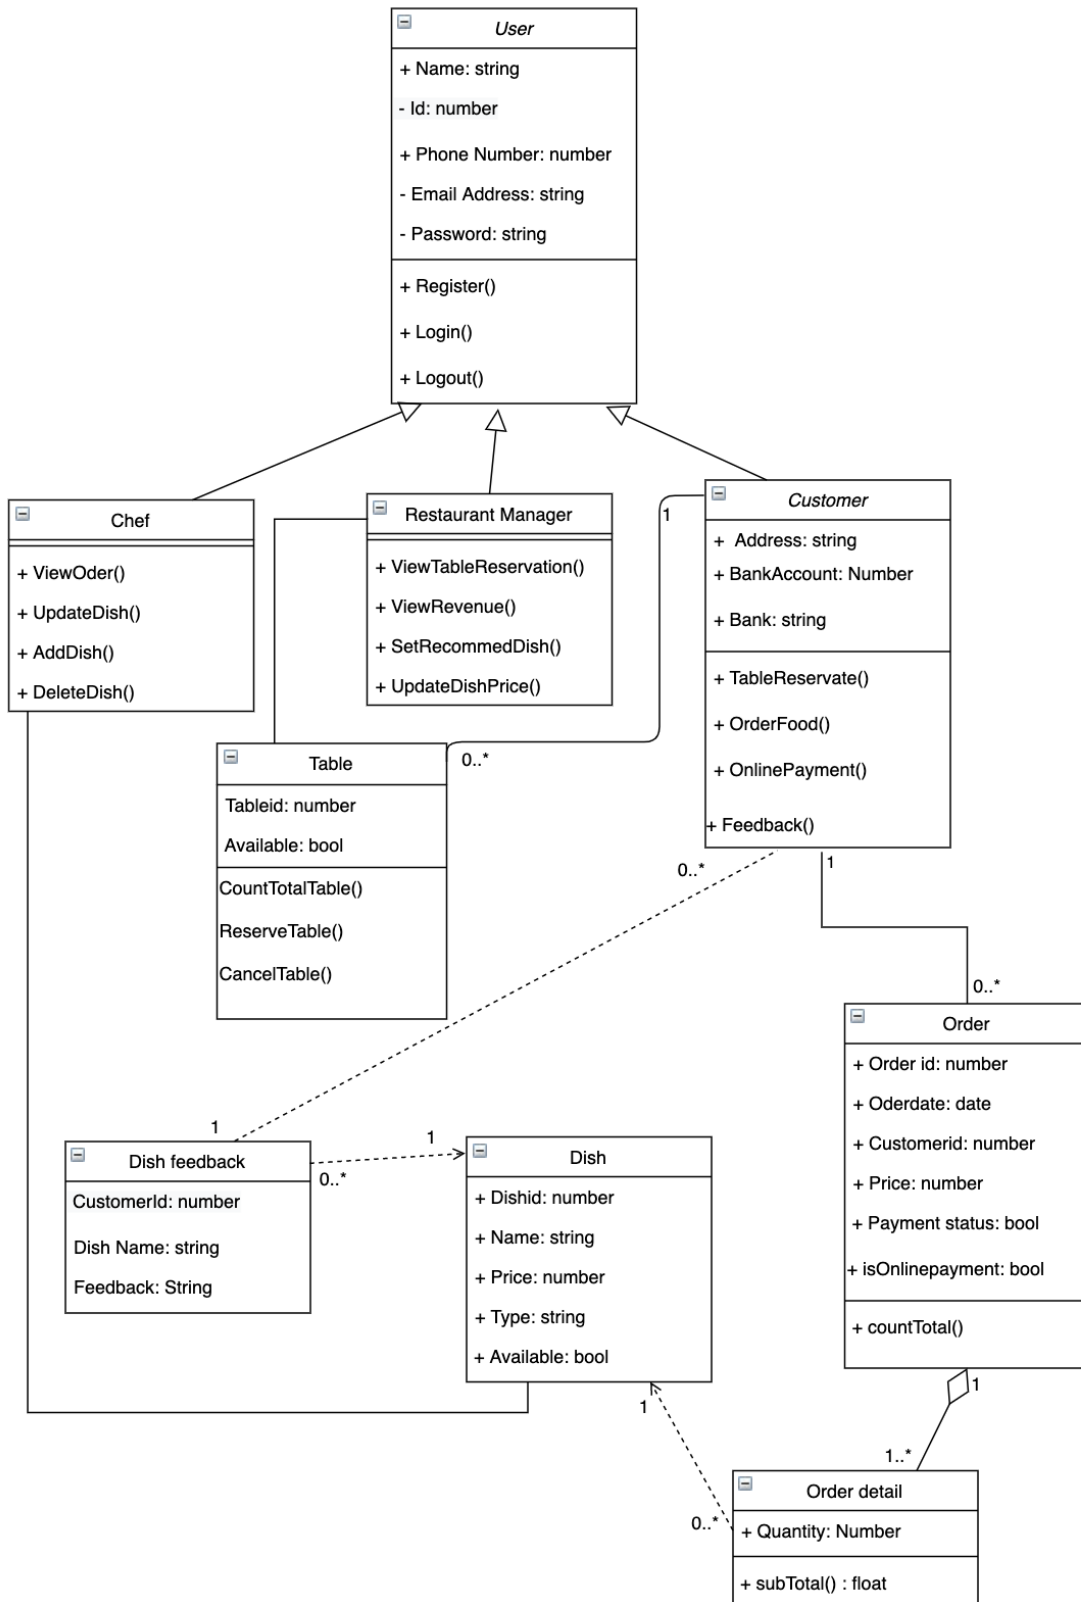 User
+ Name: string
- Id: number
+ Phone Number: number
- Email Address: string
- Password: string
+ Register()
+ Login()
+ Logout()
Chef
+ ViewOder()
+ UpdateDish()
+ AddDish()
+ DeleteDish()
Restaurant Manager
+ ViewTableReservation()
+ ViewRevenue()
+ SetRecommedDish()
+ UpdateDishPrice()
1
Customer
+ Address: string
+ BankAccount: Number
+ Bank: string
+ TableReservate()
+ OrderFood()
+ OnlinePayment()
+ Feedback()
0..*
Table
Tableid: number
Available: bool
CountTotalTable()
ReserveTable()
CancelTable()
0..*
1
0..*
Order
+ Order id: number
+ Oderdate: date
+ Customerid: number
+ Price: number
+ Payment status: bool
+ isOnlinepayment: bool
+ countTotal()
1
Dish feedback
CustomerId: number
Dish Name: string
Feedback: String
1
0..*
Dish
+ Dishid: number
+ Name: string
+ Price: number
+ Type: string
+ Available: bool
1
1
1..*
0..*
Order detail
+ Quantity: Number
+ subTotal() : float